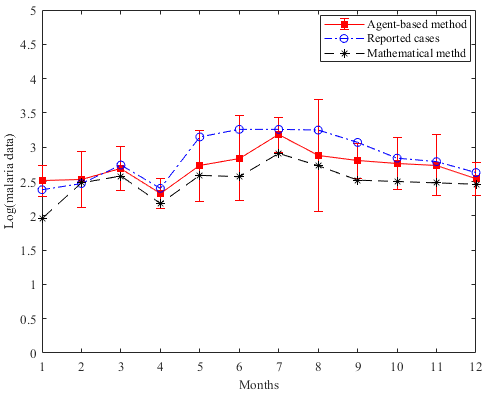 Agent-based method
Reported cases
Mathematical methd
5
4.5
4
3.5
3
2.5
2
1.5
1
0.5
0
Log(malaria data)
1 2 3 4 5 6 7 8 9 10 11 12
Months